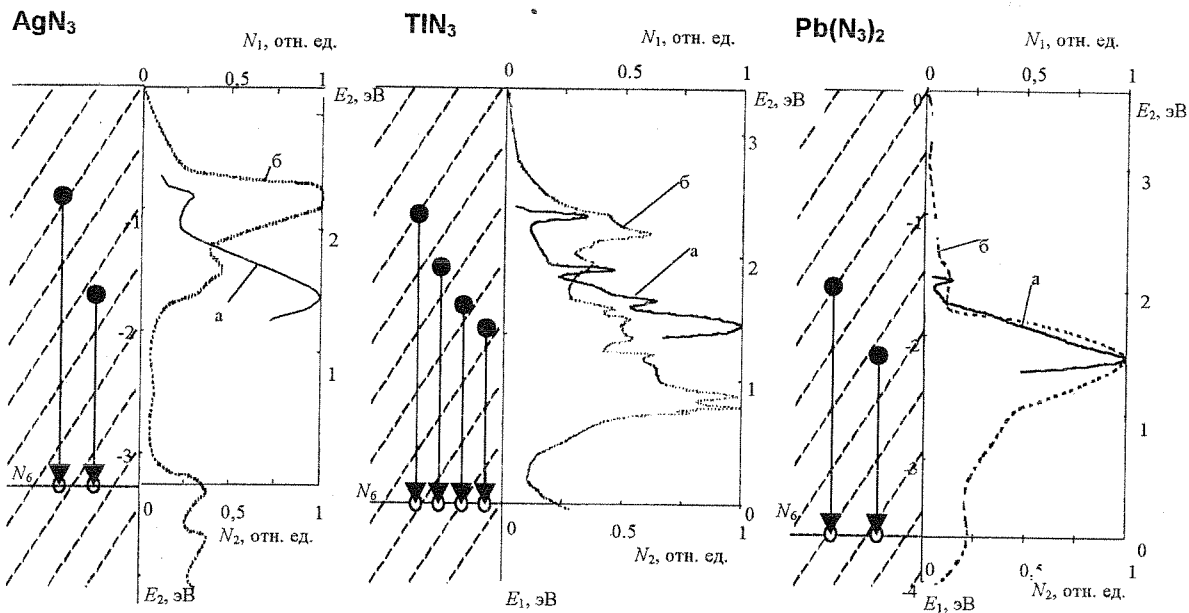 AgN₃
TlN₃
Pb(N₃)₂
N₁, отн. ед.
N₁, отн. ед.
N₁, отн. ед.
0 0,5 1
0 0.5 1
0 0,5 1
E₂, эВ
E₂, эВ
E₂, эВ
0
3
3
б
б
-1
-1
2
2
а
б
а
2
а
-2
-2
1
1
1
-3
-3
N₆
N₆
N₆
0 0,5 1
0 0.5 1
0
0
N₂, отн. ед.
N₂, отн. ед.
-4
0 0,5 1
N₂, отн. ед.
E₂, эВ
E₁, эВ
E₁, эВ